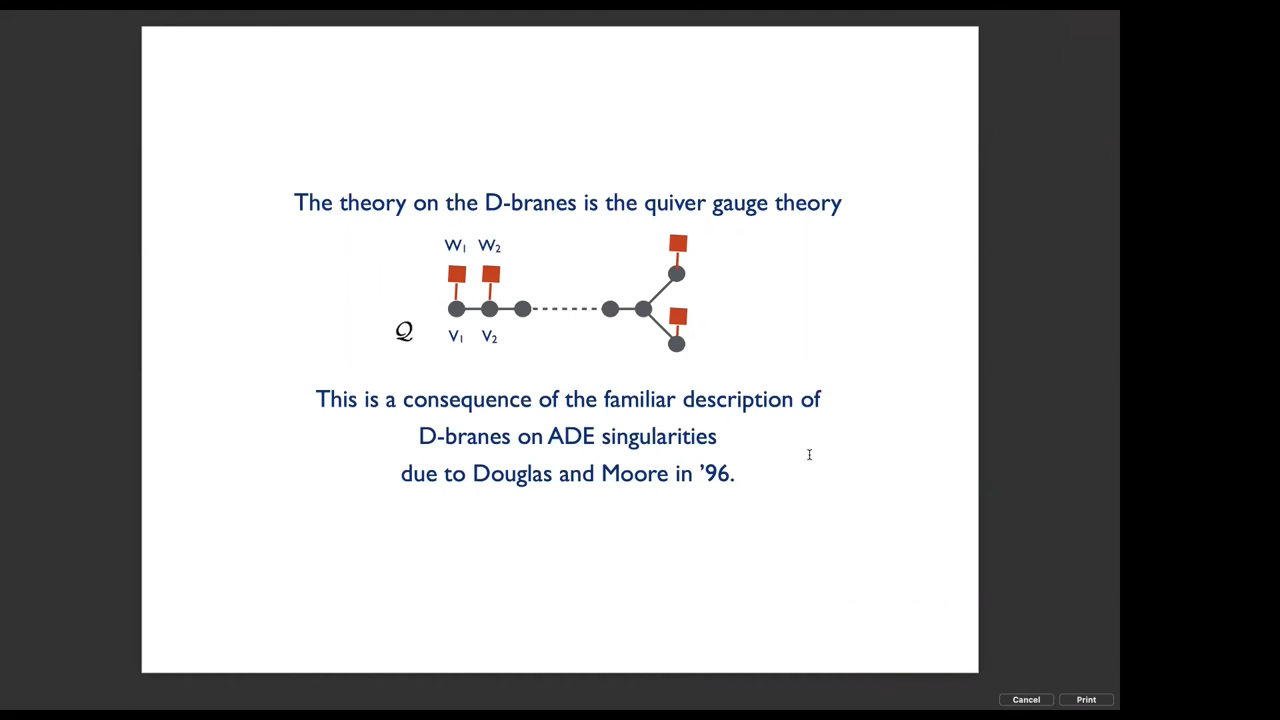 The theory on the D-branes is the quiver gauge theory
W₁ W₂
Q
V₁ V₂
This is a consequence of the familiar description of
D-branes on ADE singularities
due to Douglas and Moore in ’96.
Cancel Print